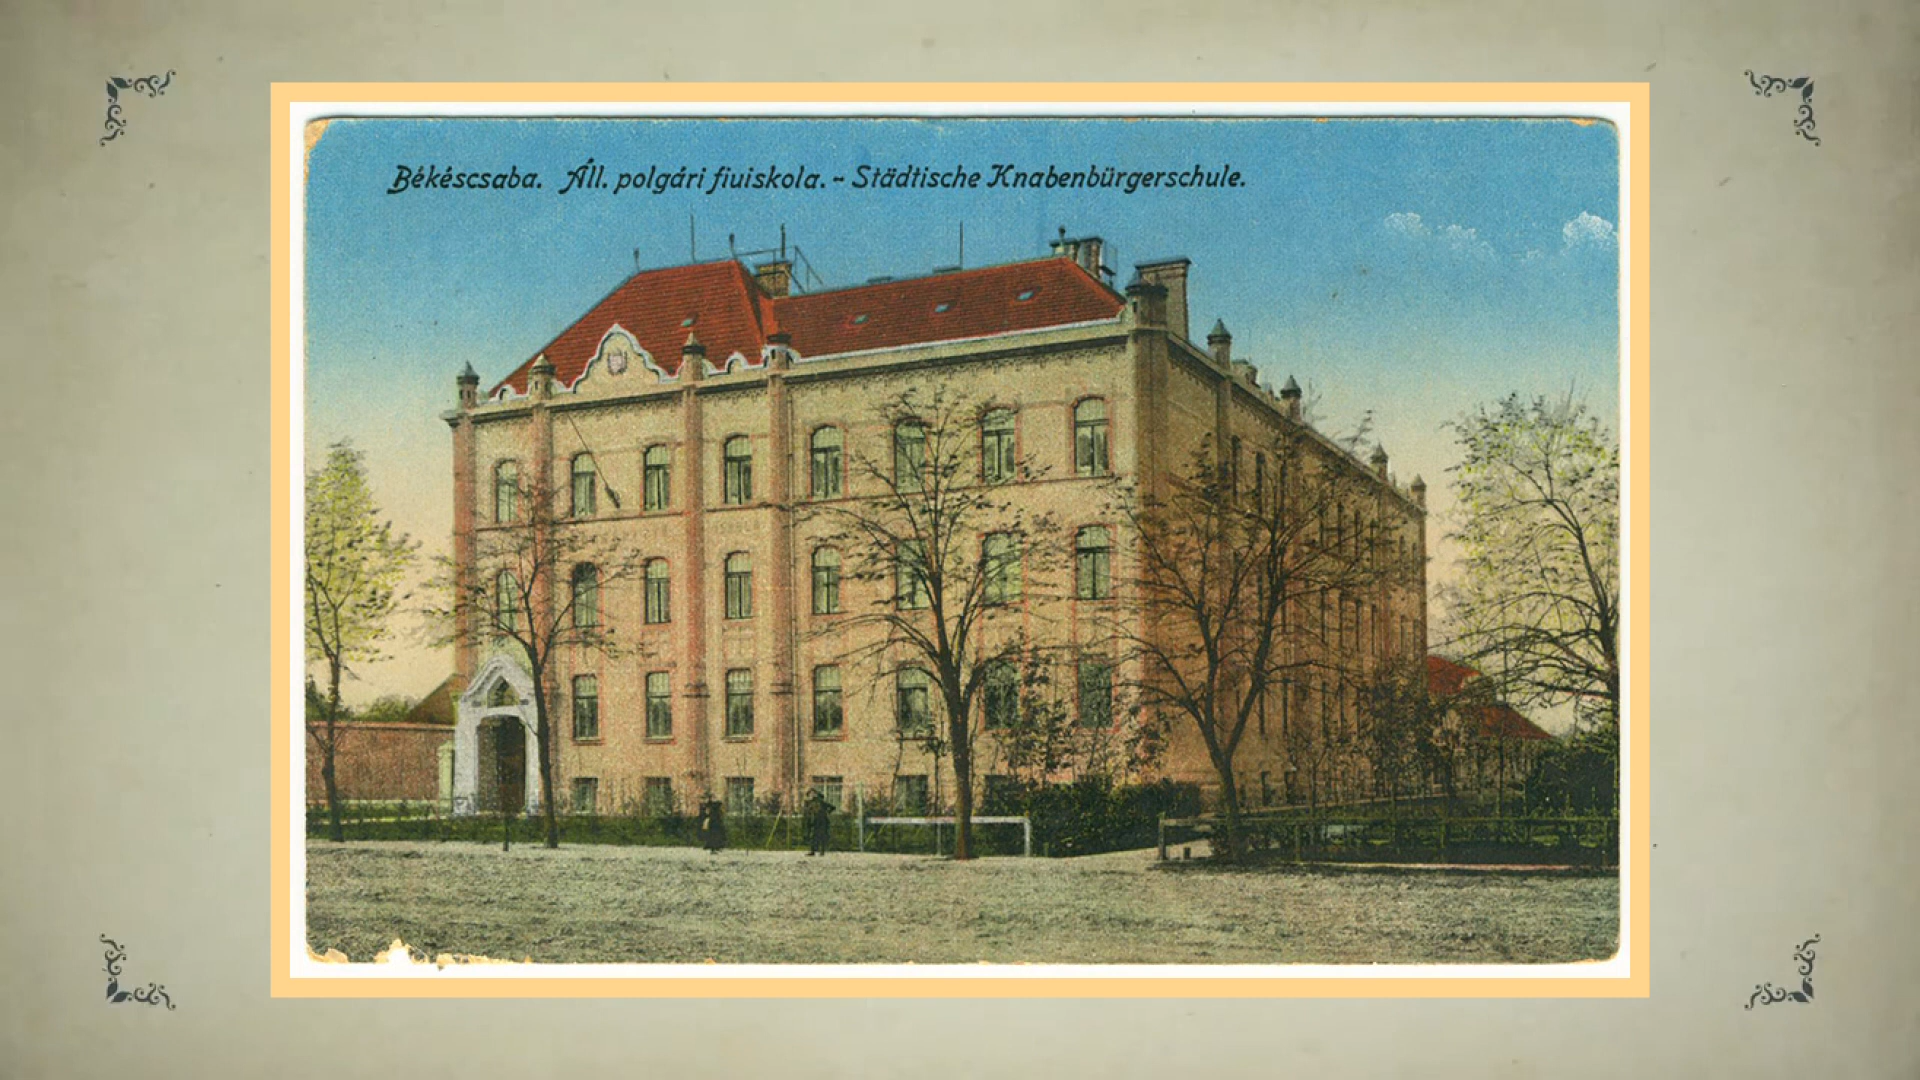 Békéscsaba. Áll. polgári fiuiskola. - Städtische Knabenbürgerschule.